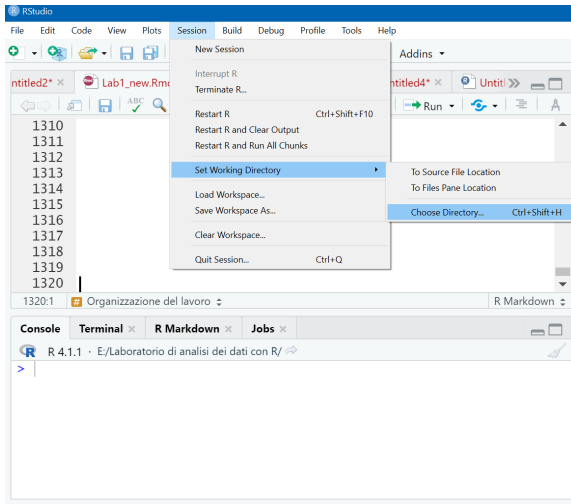 RStudio
File Edit Code View Plots Session Build Debug Profile Tools Help
New Session
Addins
Interrupt R
Terminate R...
ntitled2* × Lab1_new.Rmd ntitled4* × Untitl
ABC Run
Restart R Ctrl+Shift+F10
Restart R and Clear Output
Restart R and Run All Chunks
Set Working Directory
To Source File Location
To Files Pane Location
Choose Directory... Ctrl+Shift+H
Load Workspace...
Save Workspace As...
Clear Workspace...
Quit Session... Ctrl+Q
1310
1311
1312
1313
1314
1315
1316
1317
1318
1319
1320
1320:1 # Organizzazione del lavoro R Markdown
Console Terminal × R Markdown × Jobs ×
R R 4.1.1 · E:/Laboratorio di analisi dei dati con R/
>